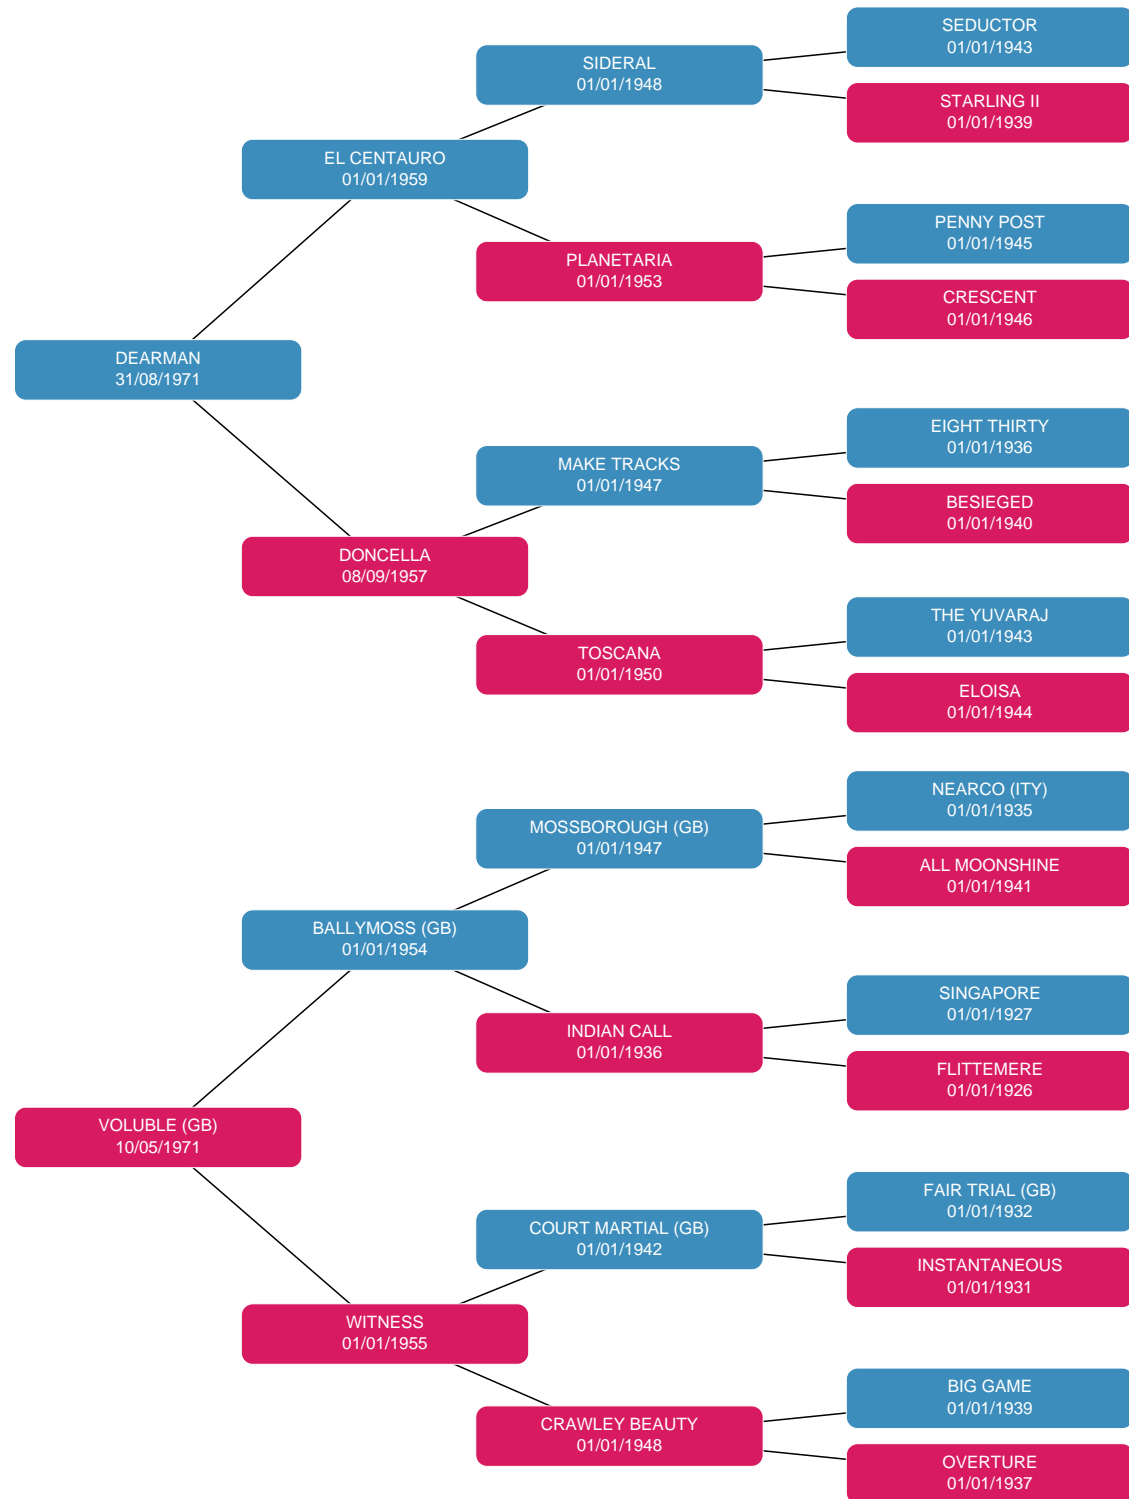 SEDUCTOR
01/01/1943
SIDERAL
01/01/1948
STARLING II
01/01/1939
EL CENTAURO
01/01/1959
PENNY POST
01/01/1945
PLANETARIA
01/01/1953
CRESCENT
01/01/1946
DEARMAN
31/08/1971
EIGHT THIRTY
01/01/1936
MAKE TRACKS
01/01/1947
BESIEGED
01/01/1940
DONCELLA
08/09/1957
THE YUVARAJ
01/01/1943
TOSCANA
01/01/1950
ELOISA
01/01/1944
NEARCO (ITY)
01/01/1935
MOSSBOROUGH (GB)
01/01/1947
ALL MOONSHINE
01/01/1941
BALLYMOSS (GB)
01/01/1954
SINGAPORE
01/01/1927
INDIAN CALL
01/01/1936
FLITTEMERE
01/01/1926
VOLUBLE (GB)
10/05/1971
FAIR TRIAL (GB)
01/01/1932
COURT MARTIAL (GB)
01/01/1942
INSTANTANEOUS
01/01/1931
WITNESS
01/01/1955
BIG GAME
01/01/1939
CRAWLEY BEAUTY
01/01/1948
OVERTURE
01/01/1937